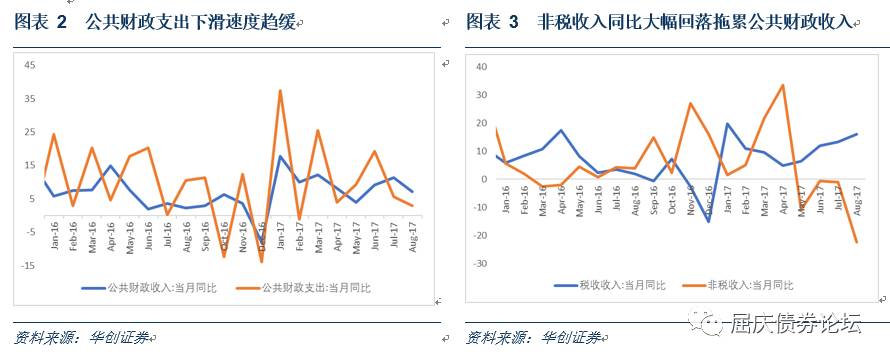 图表 2 公共财政支出下滑速度趋缓
45
35
25
15
5
-5
-15
Jan-16
Feb-16
Mar-16
Apr-16
May-16
Jun-16
Jul-16
Aug-16
Sep-16
Oct-16
Nov-16
Dec-16
Jan-17
Feb-17
Mar-17
Apr-17
May-17
Jun-17
Jul-17
Aug-17
公共财政收入:当月同比
公共财政支出:当月同比
资料来源：华创证券
图表 3 非税收入同比大幅回落拖累公共财政收入
40
30
20
10
0
-10
-20
-30
Jan-16
Feb-16
Mar-16
Apr-16
May-16
Jun-16
Jul-16
Aug-16
Sep-16
Oct-16
Nov-16
Dec-16
Jan-17
Feb-17
Mar-17
Apr-17
May-17
Jun-17
Jul-17
Aug-17
税收收入:当月同比
非税收入:当月同比
资料来源：华创证券
屈庆债券论坛